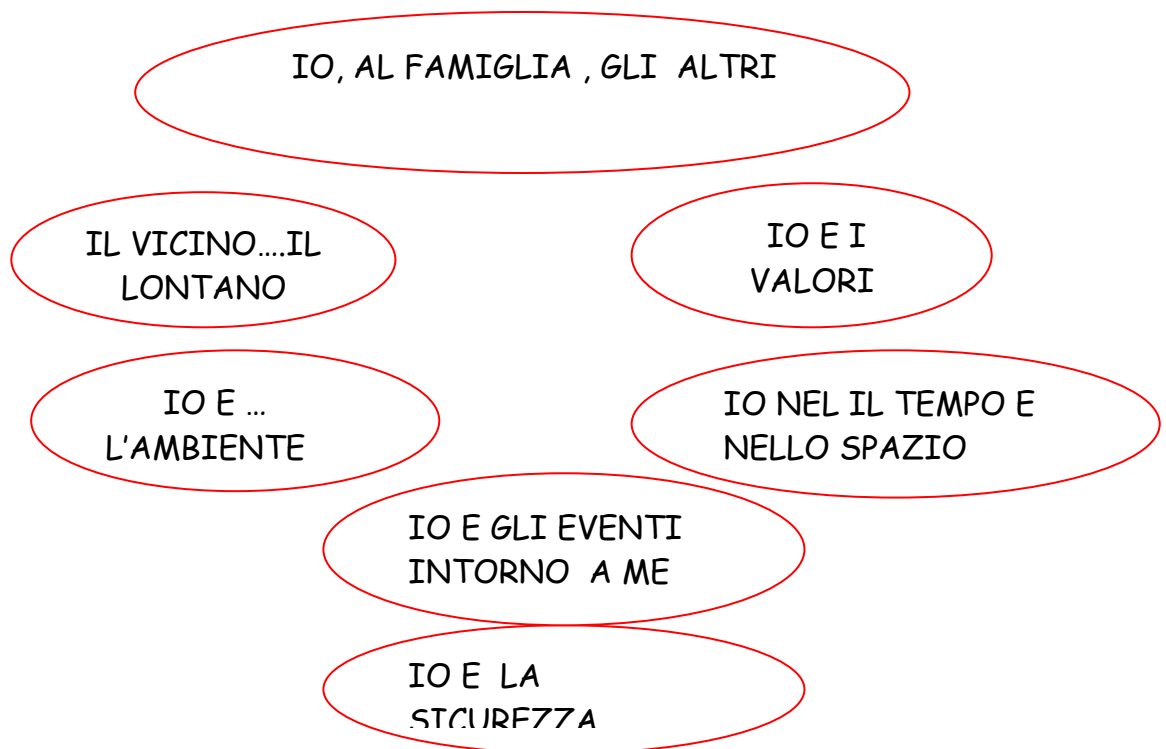 IO, AL FAMIGLIA , GLI ALTRI
IL VICINO….IL
LONTANO
IO E I
VALORI
IO E …
L'AMBIENTE
IO NEL IL TEMPO E
NELLO SPAZIO
IO E GLI EVENTI
INTORNO A ME
IO E LA
SICUREZZA